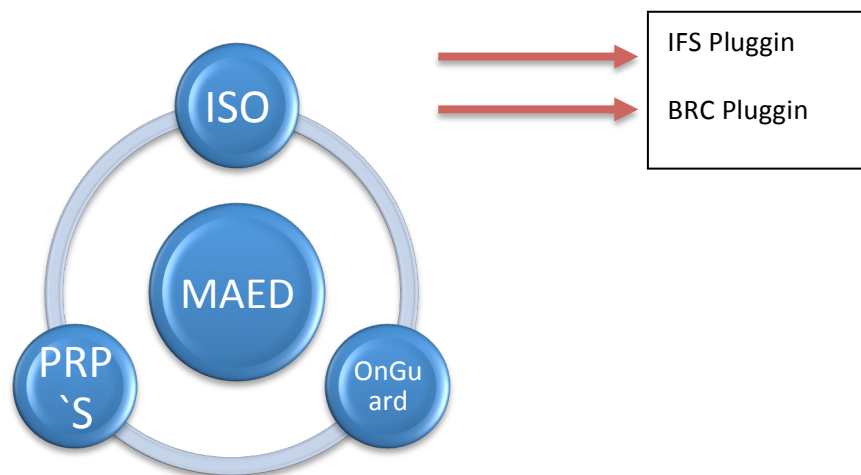 ISO
IFS Pluggin
BRC Pluggin
MAED
PRP
`S
OnGu
ard